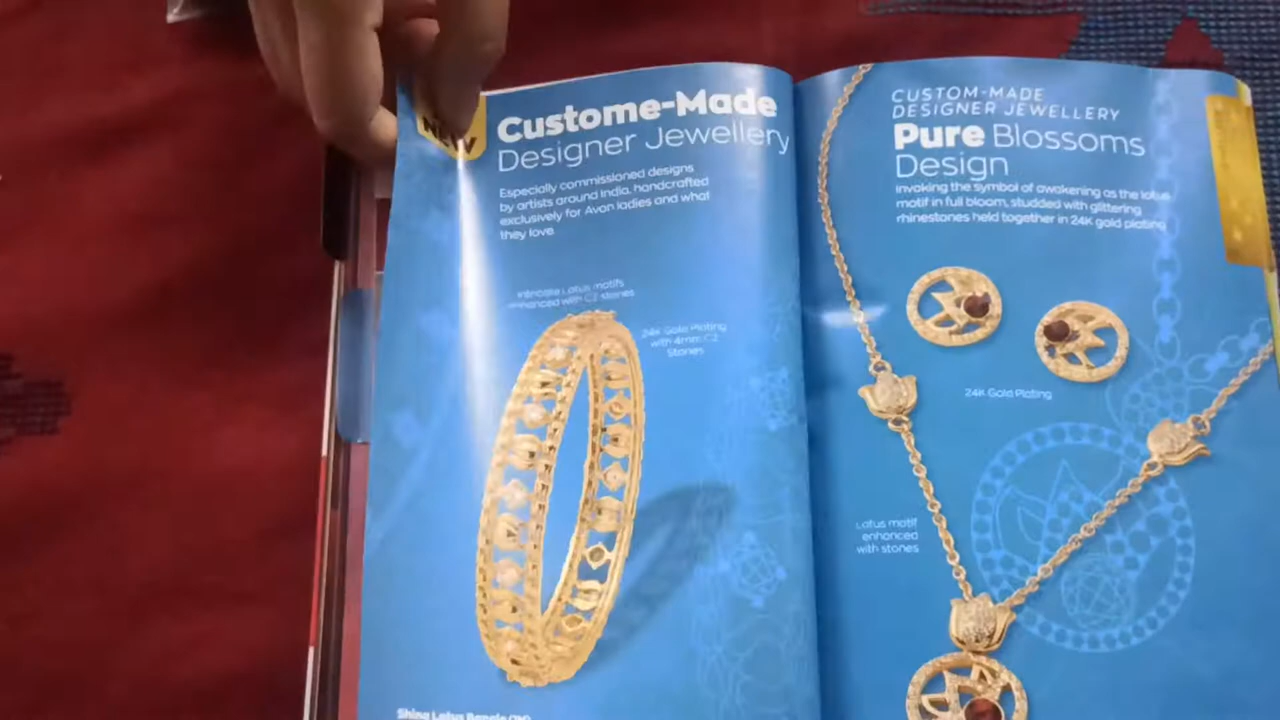 NEW
Custome-Made
Designer Jewellery
Especially commissioned designs
by artists around India, handcrafted
exclusively for Avon ladies and what
they love
Intricate Lotus motifs
enhanced with CZ stones
24K Gold Plating
with 4mm CZ
Stones
Shine Lotus Bangle
CUSTOM-MADE
DESIGNER JEWELLERY
Pure Blossoms
Design
Invoking the symbol of awakening as the lotus
motif in full bloom, studded with glittering
rhinestones held together in 24K gold plating
24K Gold Plating
Lotus motif
enhanced
with stones